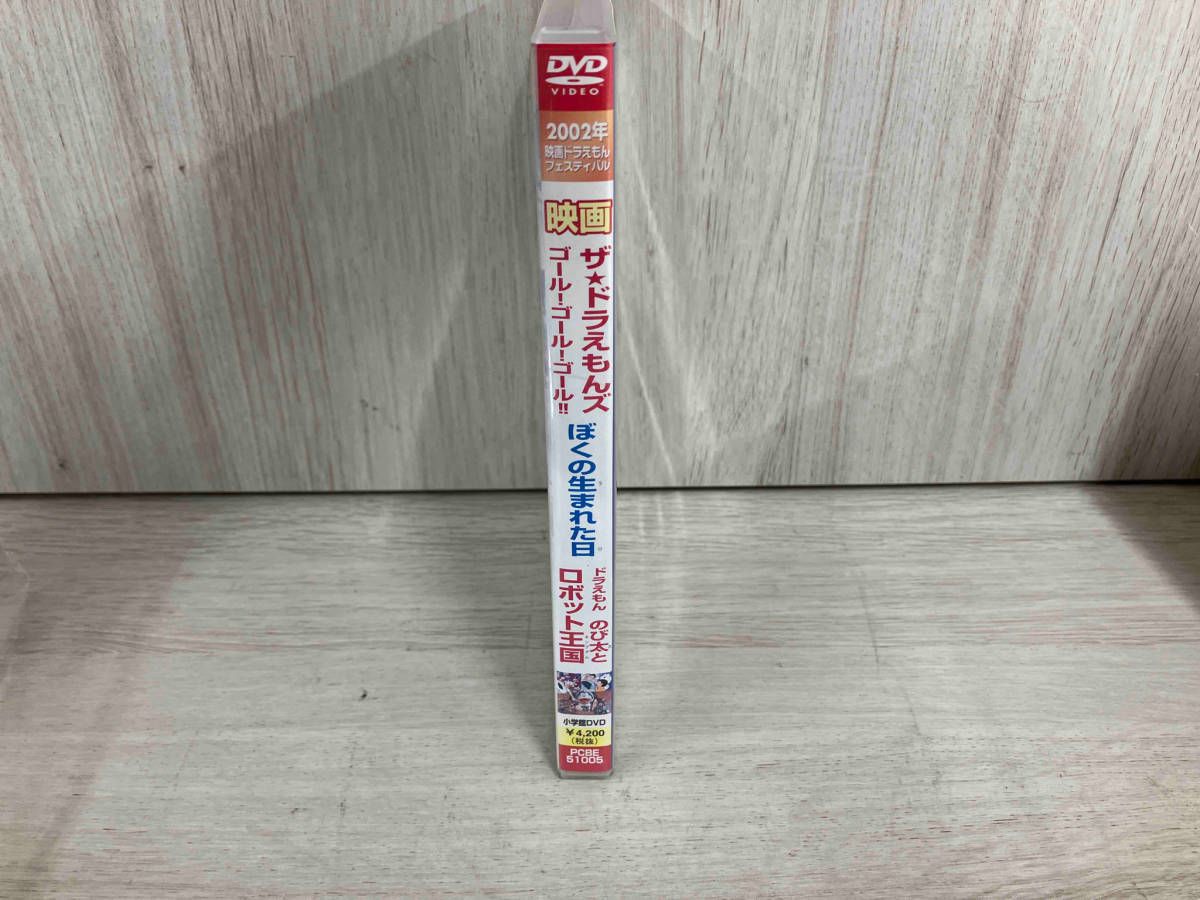 DVD
VIDEO
2002年
映画ドラえもん
フェスティバル
映画
ザ★ドラえもんズ
ゴール!ゴール!ゴール!!
ぼくの生まれた日
ドラえもん のび太と
ロボット王国
小学館DVD
¥4,200
(税抜)
PCBE
51005